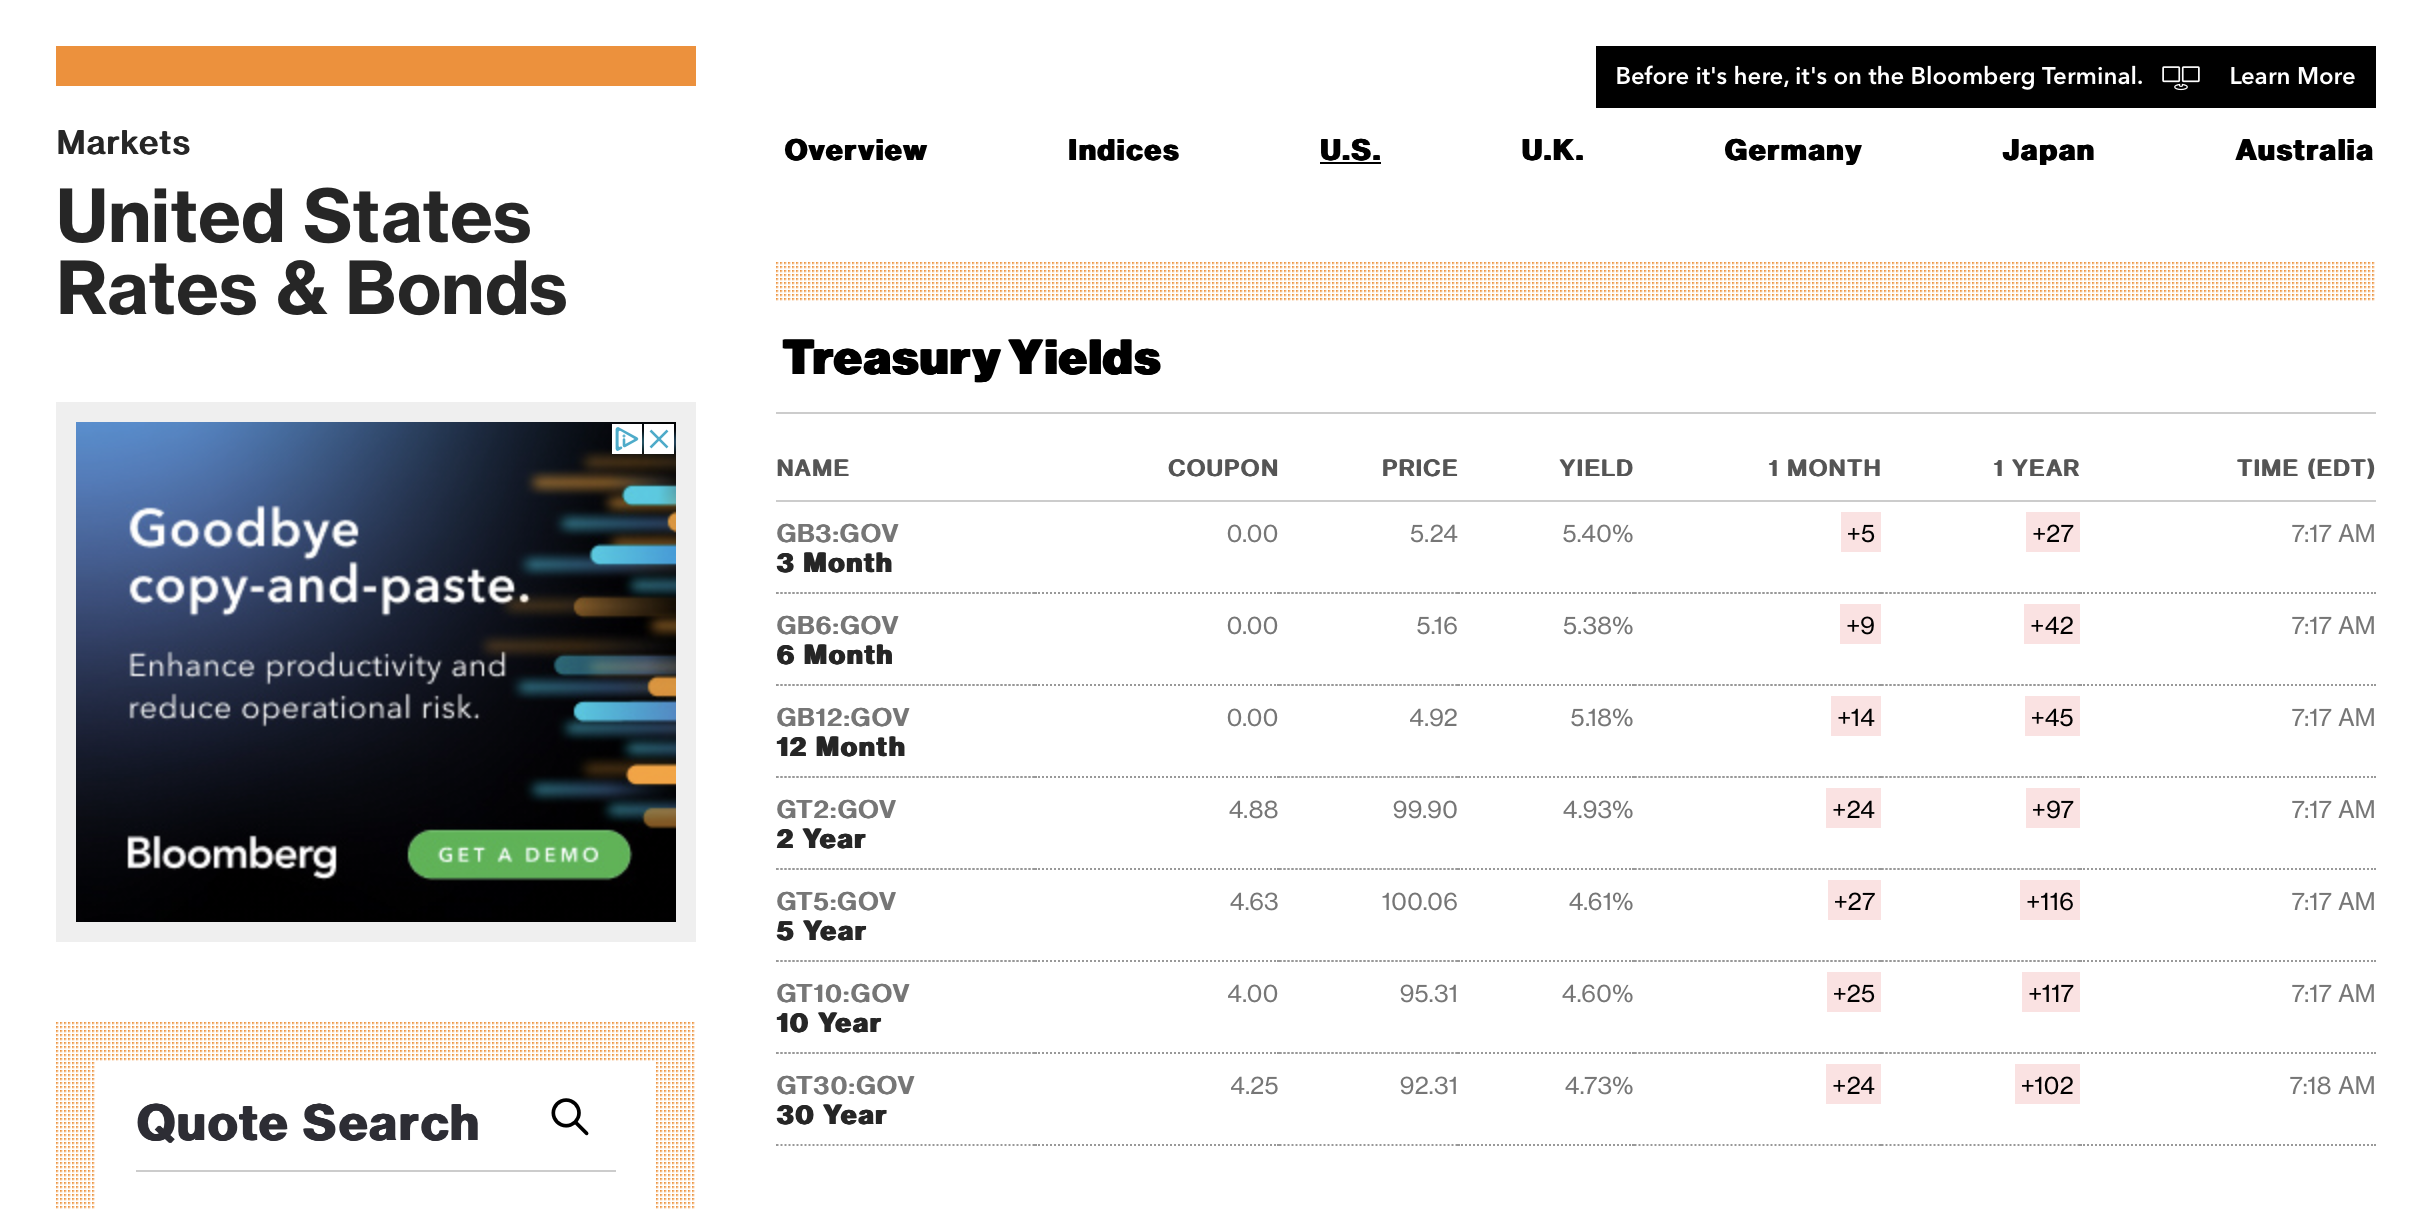 Before it's here, it's on the Bloomberg Terminal. Learn More
Markets
United States
Rates & Bonds
Overview Indices U.S. U.K. Germany Japan Australia
Goodbye
copy-and-paste.
Enhance productivity and
reduce operational risk.
Bloomberg GET A DEMO
Quote Search
Treasury Yields
NAME COUPON PRICE YIELD 1 MONTH 1 YEAR TIME (EDT)
GB3:GOV 0.00 5.24 5.40% +5 +27 7:17 AM
3 Month
GB6:GOV 0.00 5.16 5.38% +9 +42 7:17 AM
6 Month
GB12:GOV 0.00 4.92 5.18% +14 +45 7:17 AM
12 Month
GT2:GOV 4.88 99.90 4.93% +24 +97 7:17 AM
2 Year
GT5:GOV 4.63 100.06 4.61% +27 +116 7:17 AM
5 Year
GT10:GOV 4.00 95.31 4.60% +25 +117 7:17 AM
10 Year
GT30:GOV 4.25 92.31 4.73% +24 +102 7:18 AM
30 Year